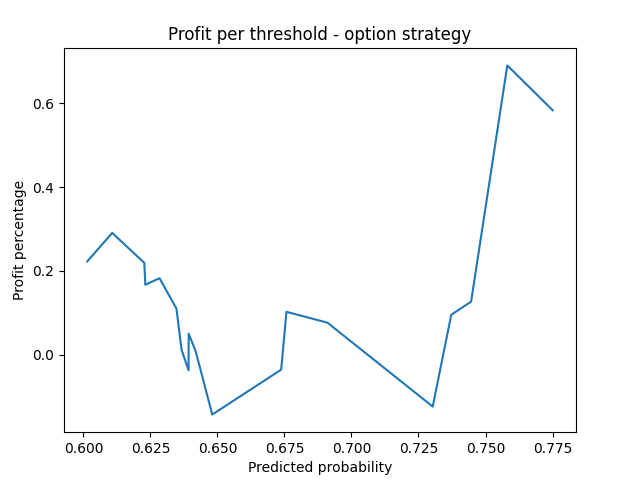 Profit per threshold - option strategy
Profit percentage
0.6
0.4
0.2
0.0
0.600 0.625 0.650 0.675 0.700 0.725 0.750 0.775
Predicted probability